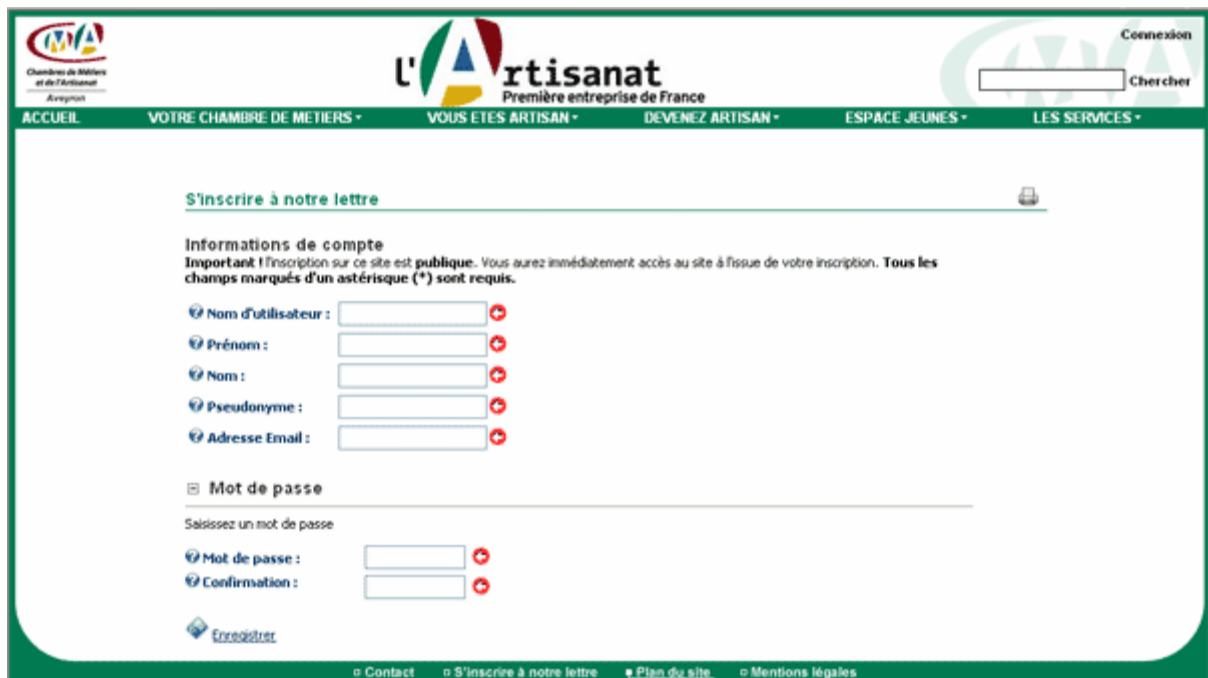 CMA
Chambres de Métiers
et de l'Artisanat
Aveyron
l'Artisanat
Première entreprise de France
Connexion
Chercher
ACCUEIL VOTRE CHAMBRE DE METIERS VOUS ETES ARTISAN DEVENEZ ARTISAN ESPACE JEUNES LES SERVICES
S'inscrire à notre lettre
Informations de compte
Important ! l'inscription sur ce site est publique. Vous aurez immédiatement accès au site à l'issue de votre inscription. Tous les
champs marqués d'un astérisque (*) sont requis.
Nom d'utilisateur :
Prénom :
Nom :
Pseudonyme :
Adresse Email :
Mot de passe
Saisissez un mot de passe
Mot de passe :
Confirmation :
Enregistrer
Contact S'inscrire à notre lettre Plan du site Mentions légales